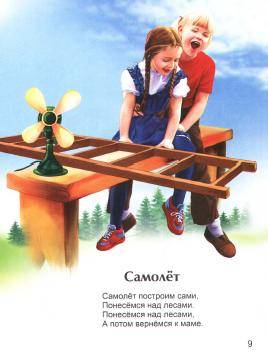 Самолёт
Самолёт построим сами,
Понесёмся над лесами.
Понесёмся над лесами,
А потом вернёмся к маме.
9